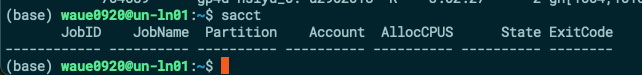 (base) waue0920@un-ln01:~$ sacct
JobID JobName Partition Account AllocCPUS State ExitCode
------------ ---------- ---------- ---------- ---------- ---------- --------
(base) waue0920@un-ln01:~$